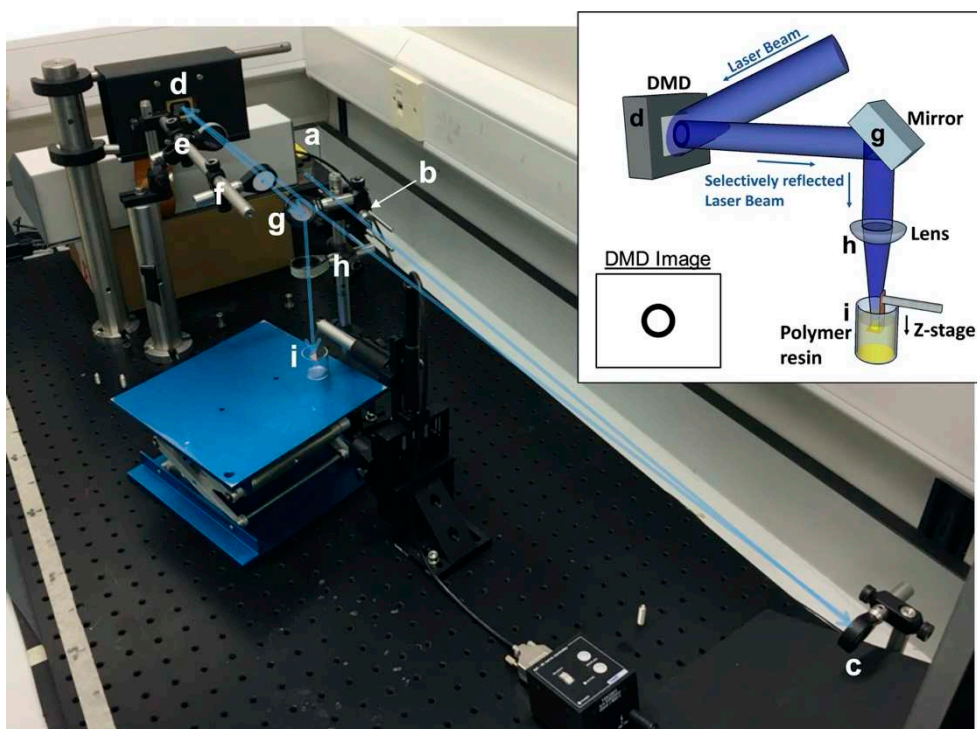 d
a
e
b
f
g
h
i
c
Laser Beam
DMD
d
Mirror
g
Selectively reflected
Laser Beam
Lens
h
DMD Image
i
Polymer
resin
Z-stage